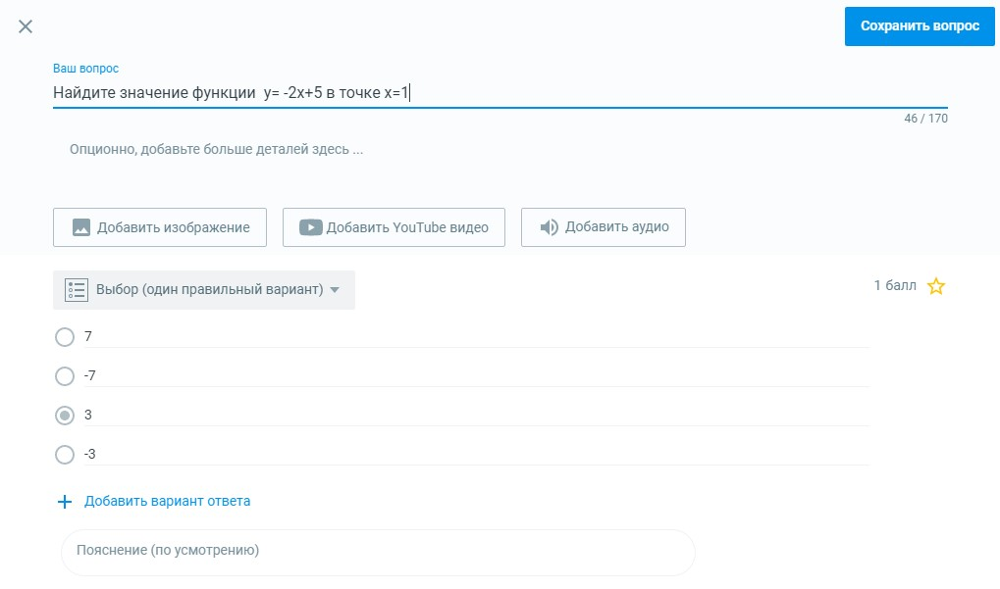 Сохранить вопрос
Ваш вопрос
Найдите значение функции  y= -2x+5 в точке x=1
46 / 170
Опционно, добавьте больше деталей здесь ...
Добавить изображение
Добавить YouTube видео
Добавить аудио
Выбор (один правильный вариант)
1 балл
7
-7
3
-3
Добавить вариант ответа
Пояснение (по усмотрению)